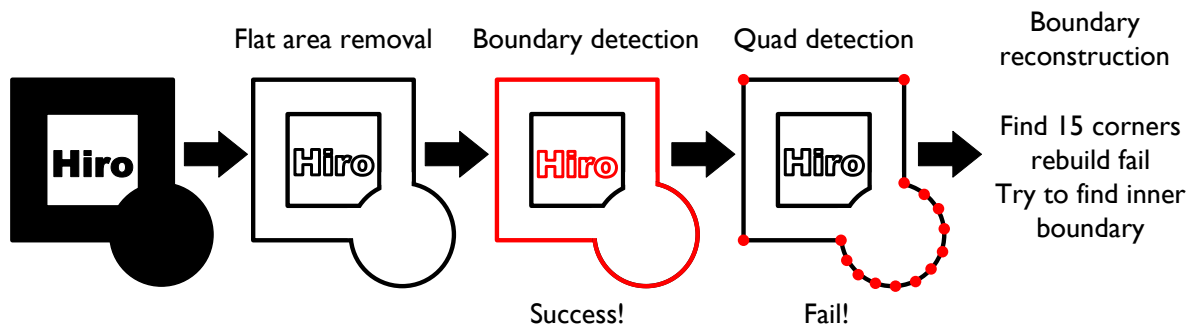 Flat area removal
Boundary detection
Quad detection
Boundary
reconstruction
Hiro
Hiro
Hiro
Hiro
Find 15 corners
rebuild fail
Try to find inner
boundary
Success!
Fail!